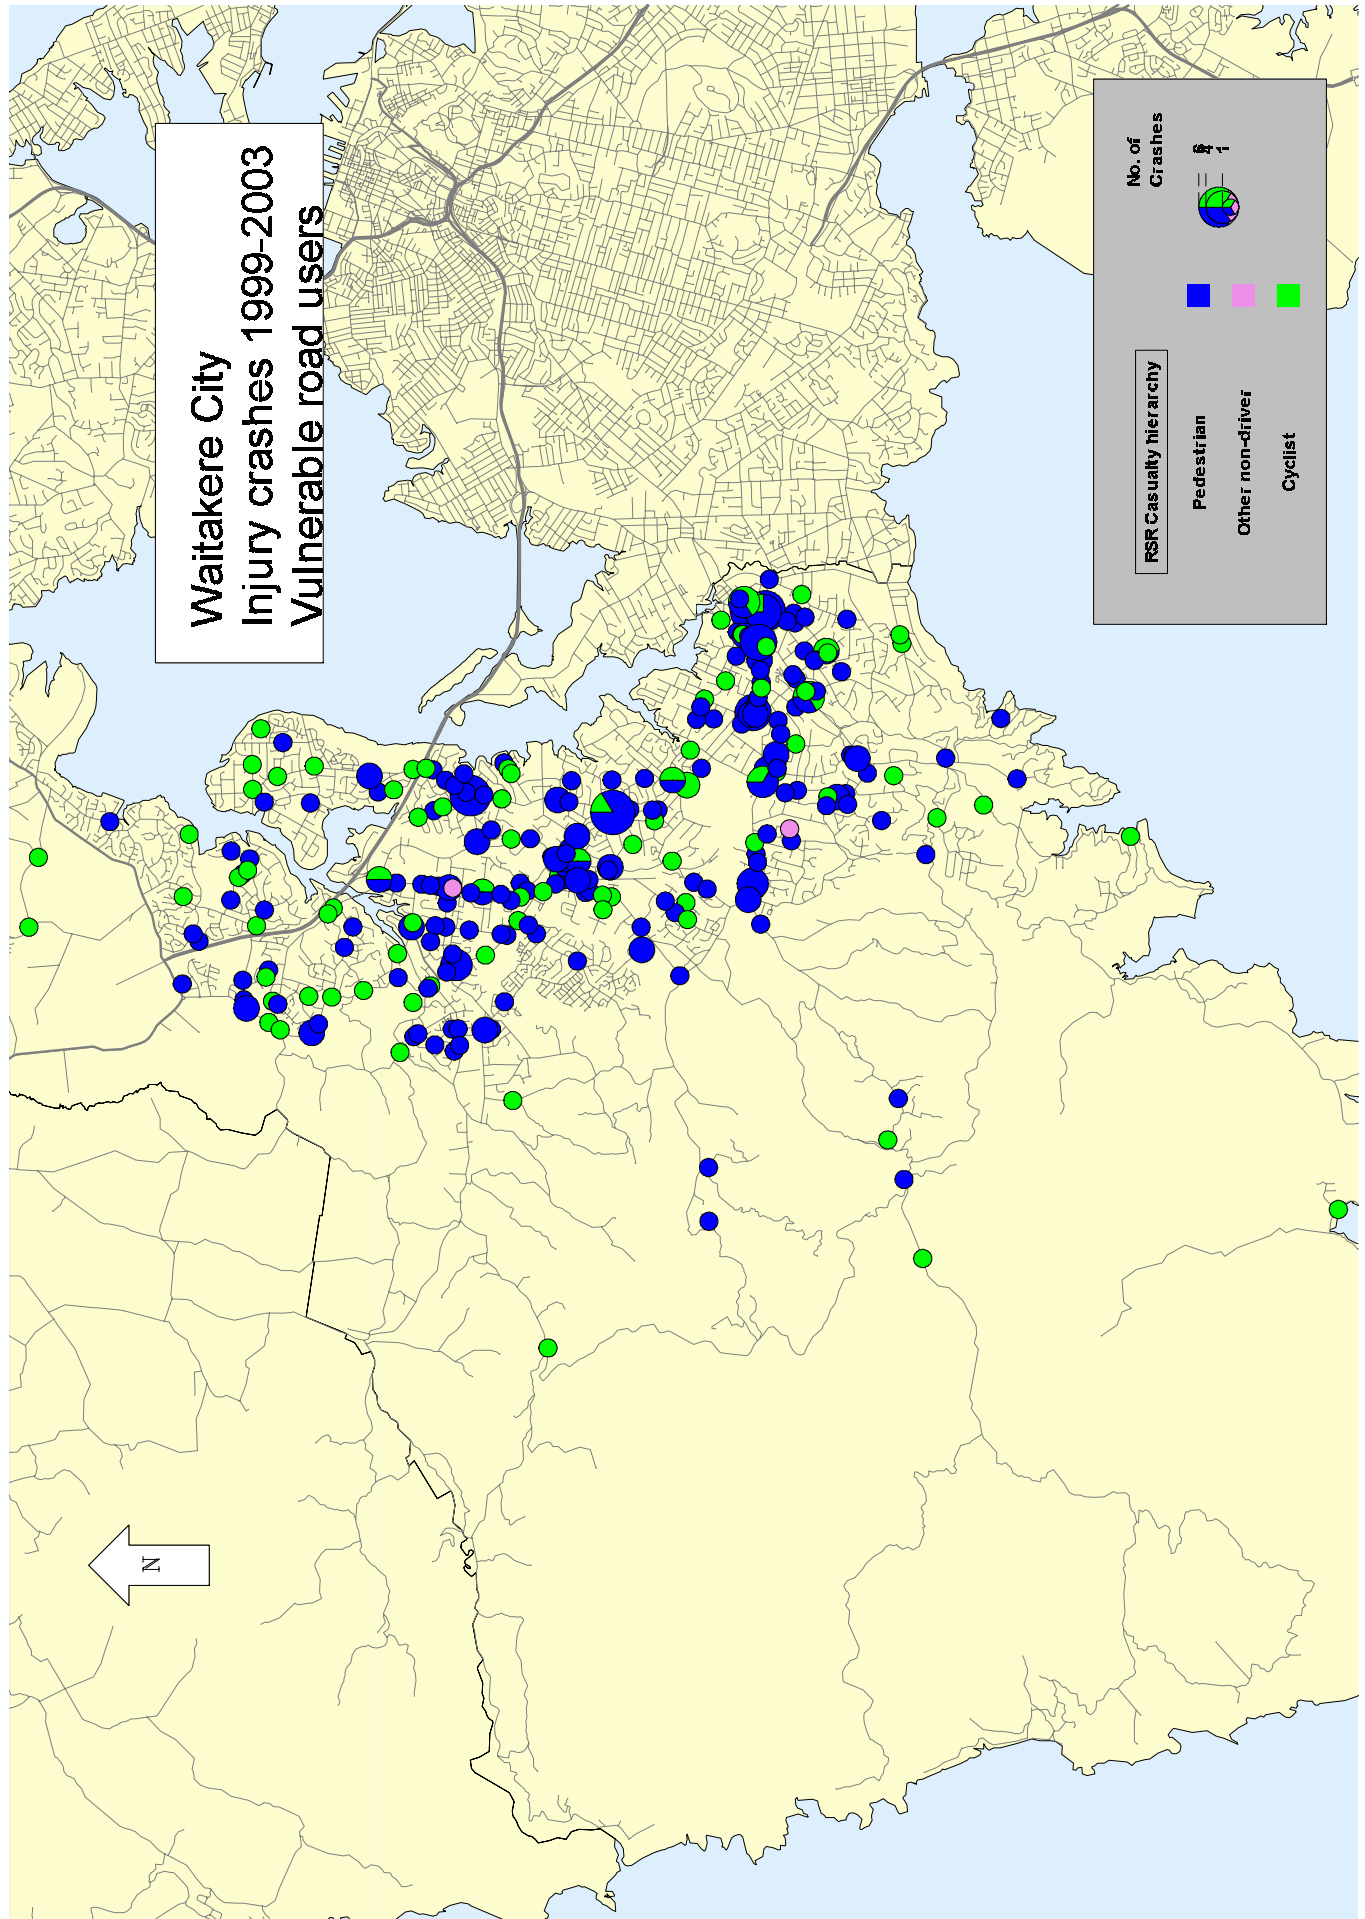 Waitakere City
Injury crashes 1999-2003
Vulnerable road users
N
RSR Casualty hierarchy
No. of
Crashes
Pedestrian
Other non-driver
Cyclist
1